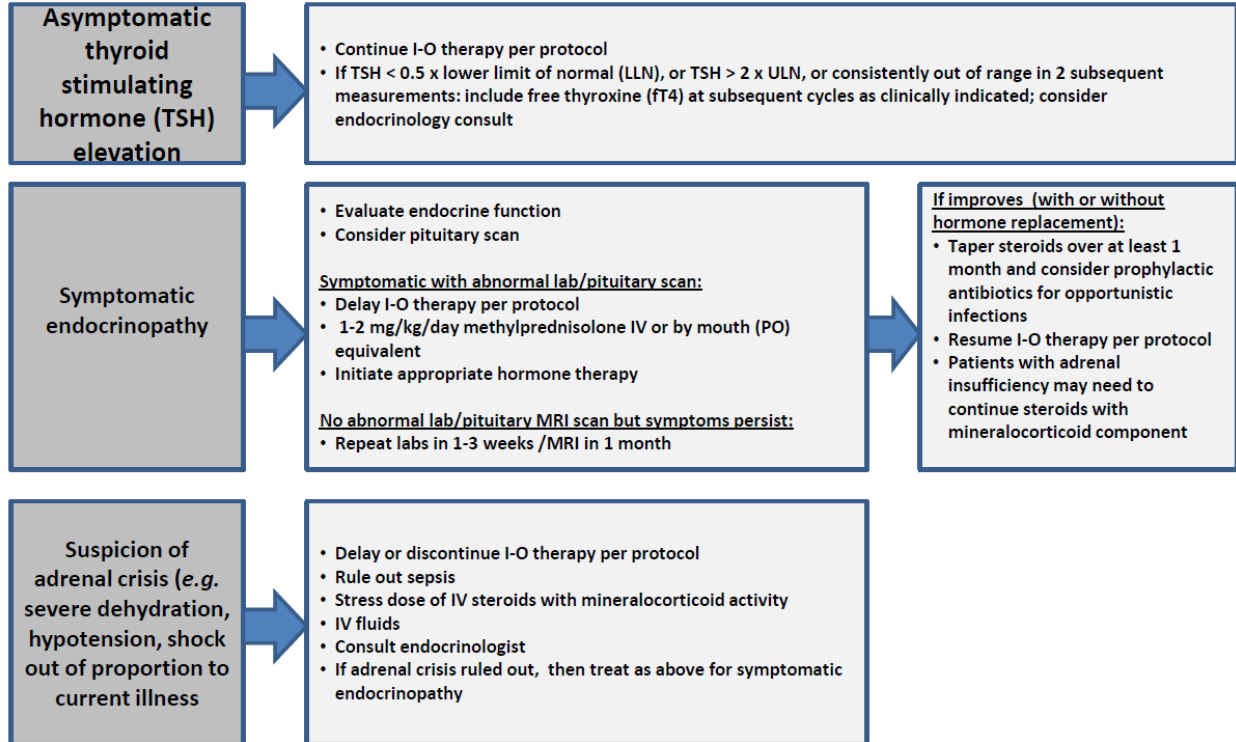 Asymptomatic
thyroid
stimulating
hormone (TSH)
elevation
• Continue I-O therapy per protocol
• If TSH < 0.5 x lower limit of normal (LLN), or TSH > 2 x ULN, or consistently out of range in 2 subsequent
measurements: include free thyroxine (fT4) at subsequent cycles as clinically indicated; consider
endocrinology consult
Symptomatic
endocrinopathy
• Evaluate endocrine function
• Consider pituitary scan
Symptomatic with abnormal lab/pituitary scan:
• Delay I-O therapy per protocol
• 1-2 mg/kg/day methylprednisolone IV or by mouth (PO)
equivalent
• Initiate appropriate hormone therapy
No abnormal lab/pituitary MRI scan but symptoms persist:
• Repeat labs in 1-3 weeks /MRI in 1 month
If improves (with or without
hormone replacement):
• Taper steroids over at least 1
month and consider prophylactic
antibiotics for opportunistic
infections
• Resume I-O therapy per protocol
• Patients with adrenal
insufficiency may need to
continue steroids with
mineralocorticoid component
Suspicion of
adrenal crisis (e.g.
severe dehydration,
hypotension, shock
out of proportion to
current illness
• Delay or discontinue I-O therapy per protocol
• Rule out sepsis
• Stress dose of IV steroids with mineralocorticoid activity
• IV fluids
• Consult endocrinologist
• If adrenal crisis ruled out, then treat as above for symptomatic
endocrinopathy